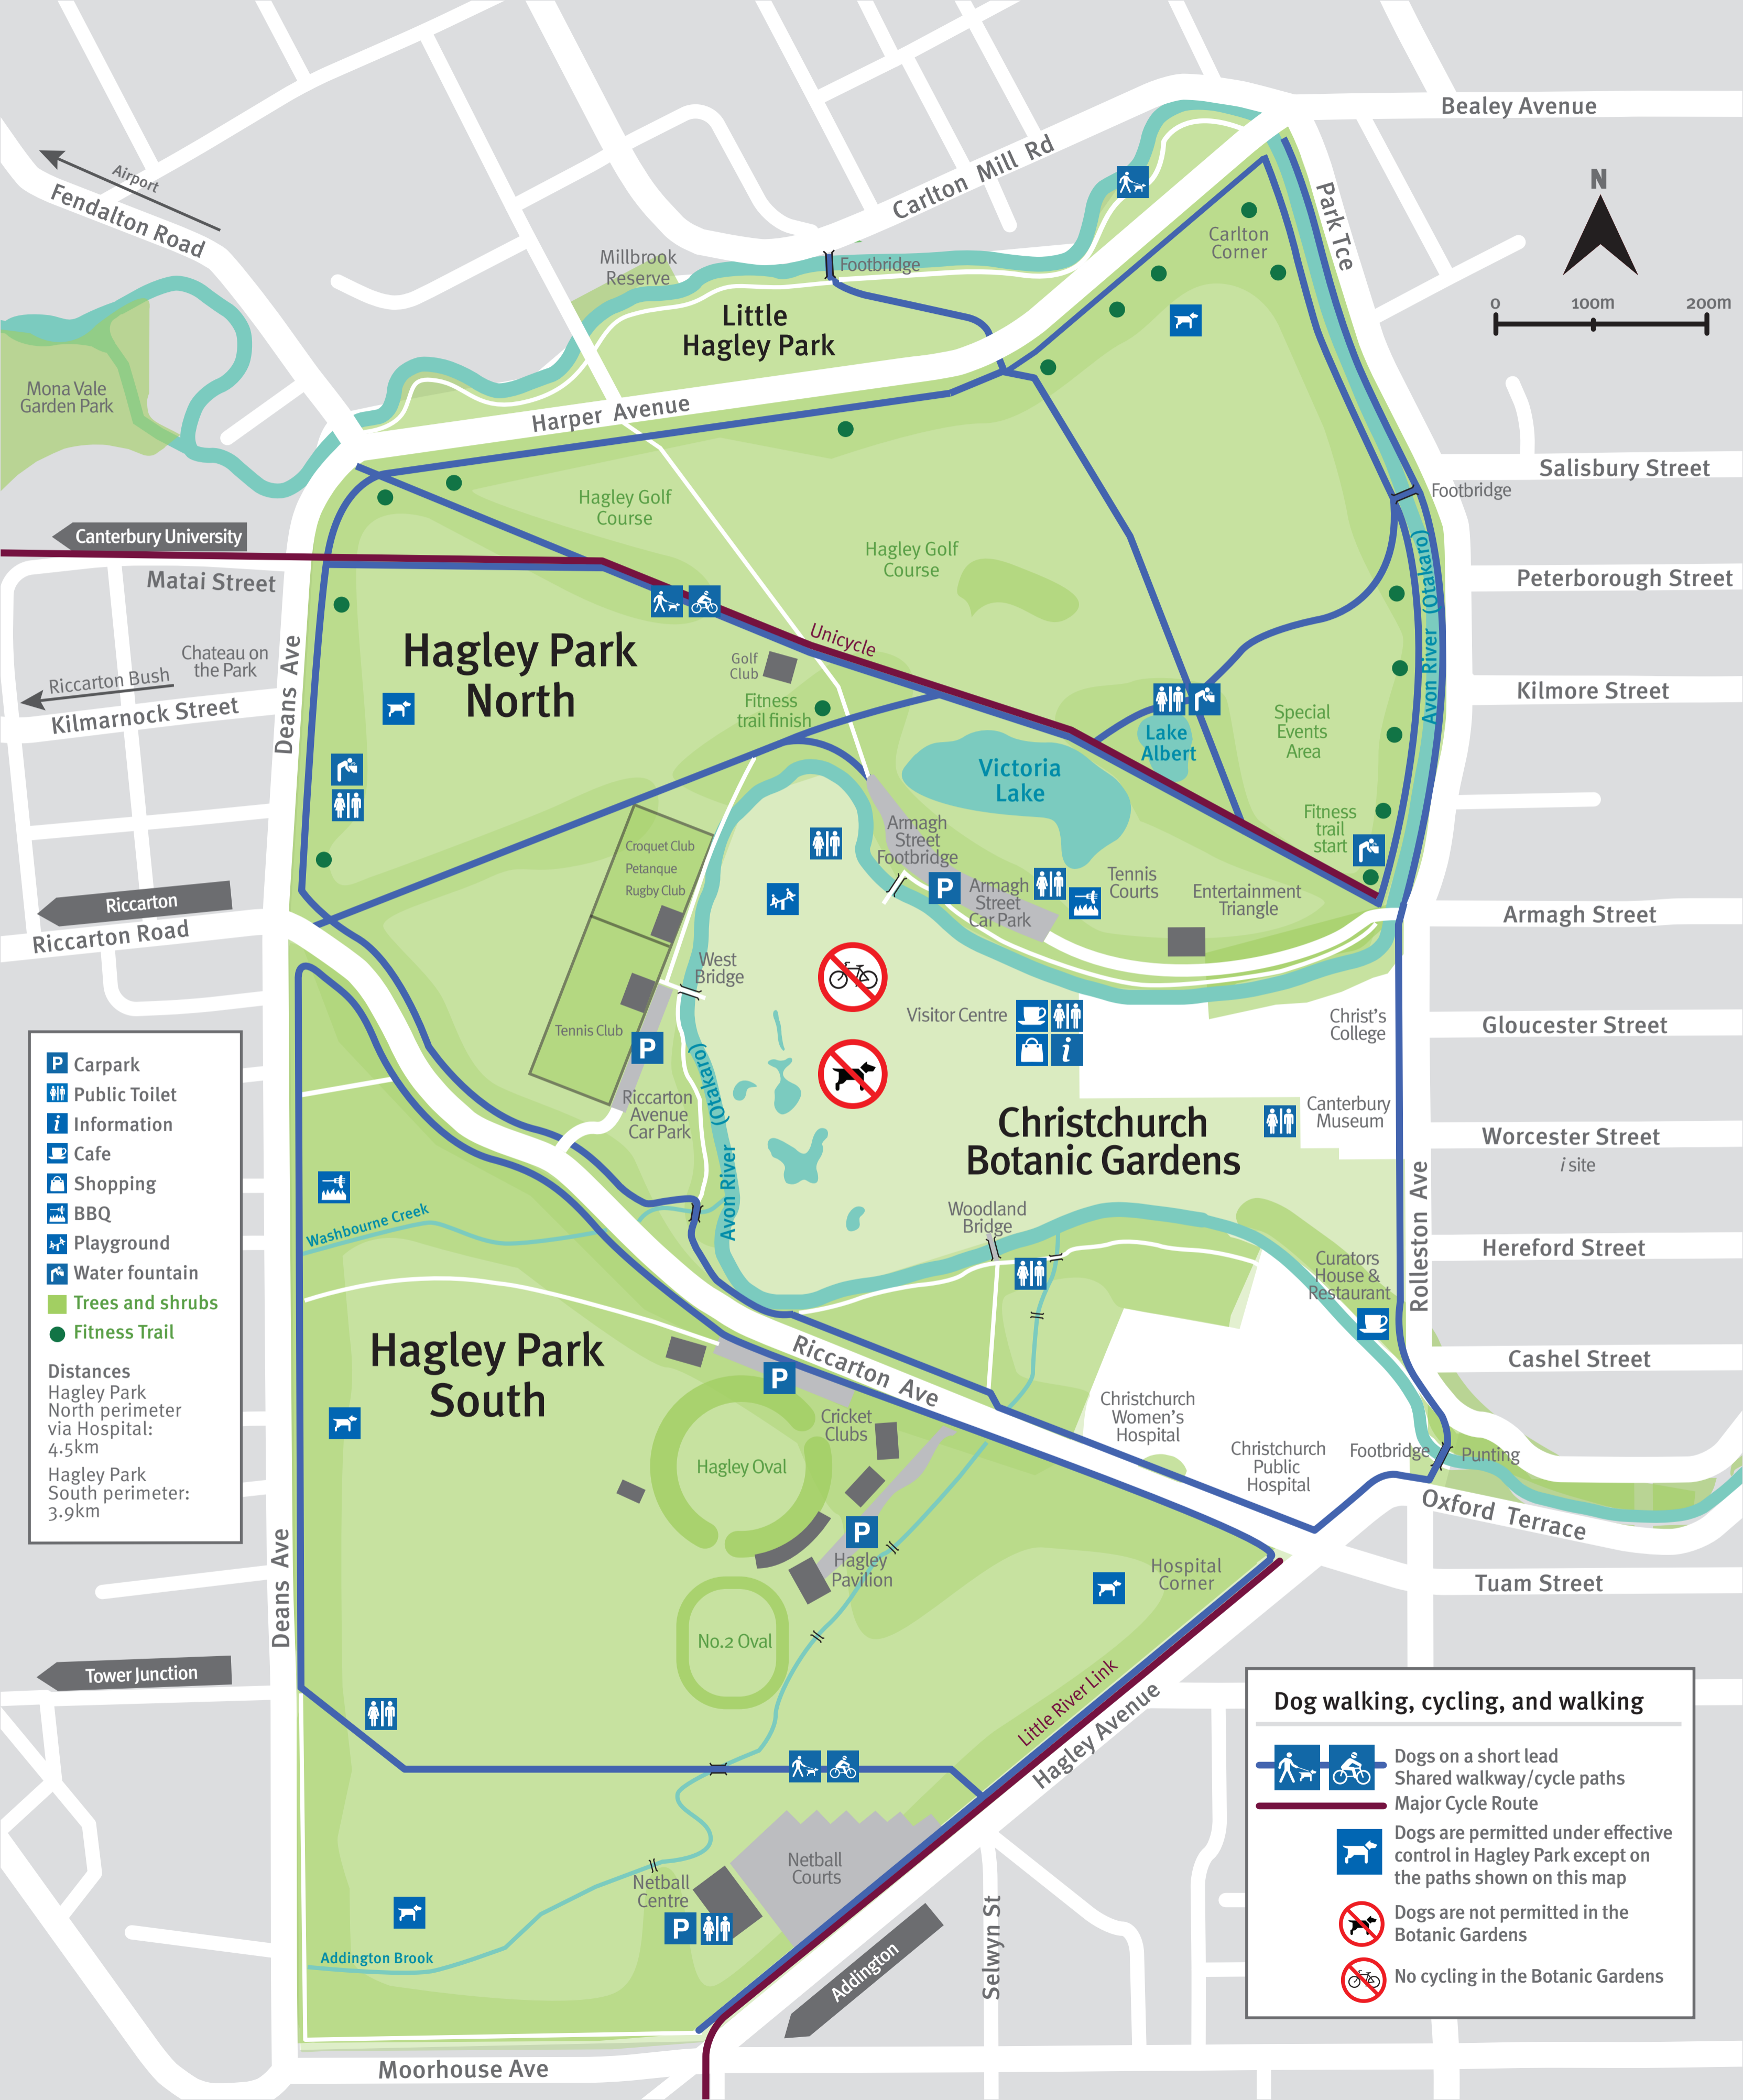 Bealey Avenue
Airport
Fendalton Road
Carlton Mill Rd
Park Tce
N
0 100m 200m
Carlton
Corner
Millbrook
Reserve
Footbridge
Little
Hagley Park
Mona Vale
Garden Park
Harper Avenue
Salisbury Street
Footbridge
Hagley Golf
Course
Hagley Golf
Course
Canterbury University
Matai Street
Peterborough Street
Avon River (Otakaro)
Unicycle
Hagley Park
North
Chateau on
the Park
Riccarton Bush
Kilmarnock Street
Deans Ave
Golf
Club
Fitness
trail finish
Kilmore Street
Special
Events
Area
Lake
Albert
Victoria
Lake
Fitness
trail
start
Armagh
Street
Footbridge
Croquet Club
Petanque
Rugby Club
P
Armagh
Street
Car Park
Tennis
Courts
Entertainment
Triangle
Riccarton
Riccarton Road
Armagh Street
West
Bridge
Tennis Club
P
Visitor Centre
i
Christ's
College
Gloucester Street
Riccarton
Avenue
Car Park
Avon River (Otakaro)
Christchurch
Botanic Gardens
Canterbury
Museum
Worcester Street
i site
P Carpark
Public Toilet
i Information
Cafe
Shopping
BBQ
Playground
Water fountain
Trees and shrubs
Fitness Trail
Distances
Hagley Park
North perimeter
via Hospital:
4.5km
Hagley Park
South perimeter:
3.9km
Washbourne Creek
Woodland
Bridge
Rolleston Ave
Hereford Street
Curators
House &
Restaurant
Hagley Park
South
Riccarton Ave
P
Cashel Street
Cricket
Clubs
Christchurch
Women's
Hospital
Christchurch
Public
Hospital
Footbridge
Punting
Hagley Oval
Oxford Terrace
P
Hagley
Pavilion
Hospital
Corner
Tuam Street
Deans Ave
No.2 Oval
Tower Junction
Little River Link
Hagley Avenue
Netball
Courts
Netball
Centre
P
Selwyn St
Addington Brook
Addington
Moorhouse Ave
Dog walking, cycling, and walking
Dogs on a short lead
Shared walkway/cycle paths
Major Cycle Route
Dogs are permitted under effective
control in Hagley Park except on
the paths shown on this map
Dogs are not permitted in the
Botanic Gardens
No cycling in the Botanic Gardens